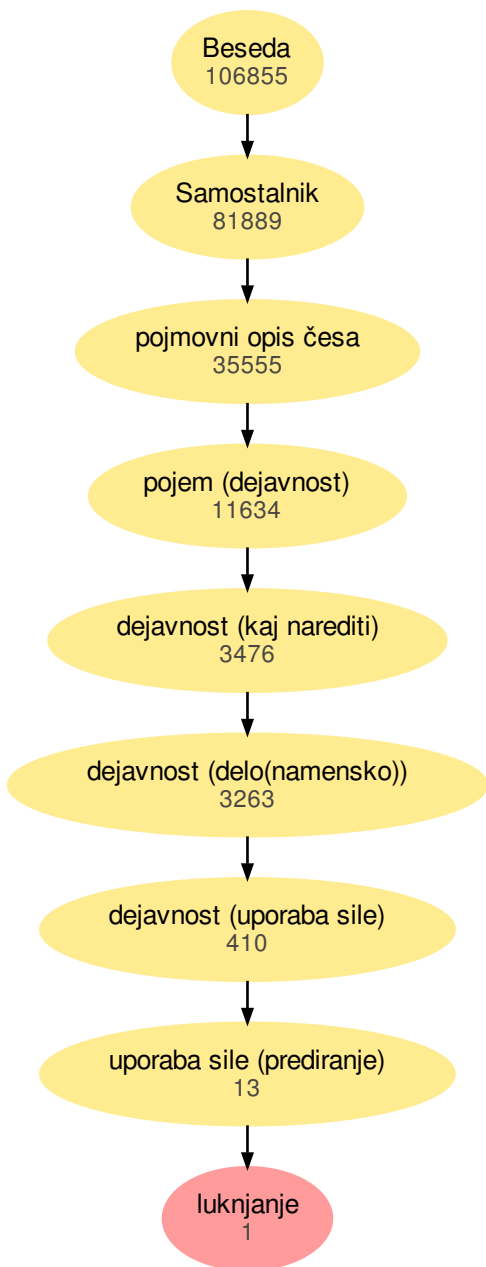 Beseda
106855
Samostalnik
81889
pojmovni opis česa
35555
pojem (dejavnost)
11634
dejavnost (kaj narediti)
3476
dejavnost (delo(namensko))
3263
dejavnost (uporaba sile)
410
uporaba sile (prediranje)
13
luknjanje
1